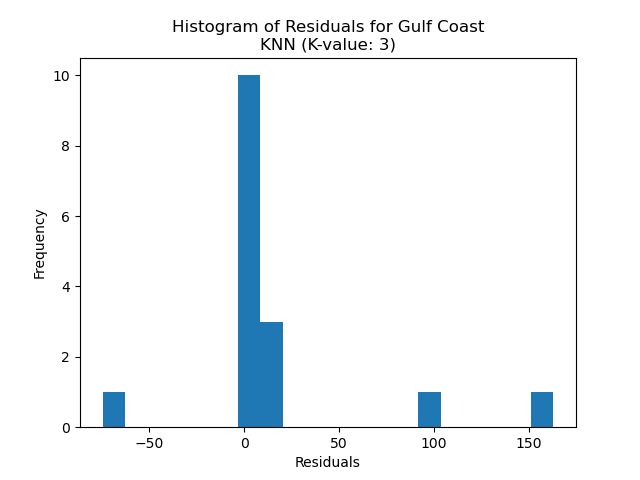 Histogram of Residuals for Gulf Coast
KNN (K-value: 3)
10
8
6
4
2
0
Frequency
−50
0
50
100
150
Residuals